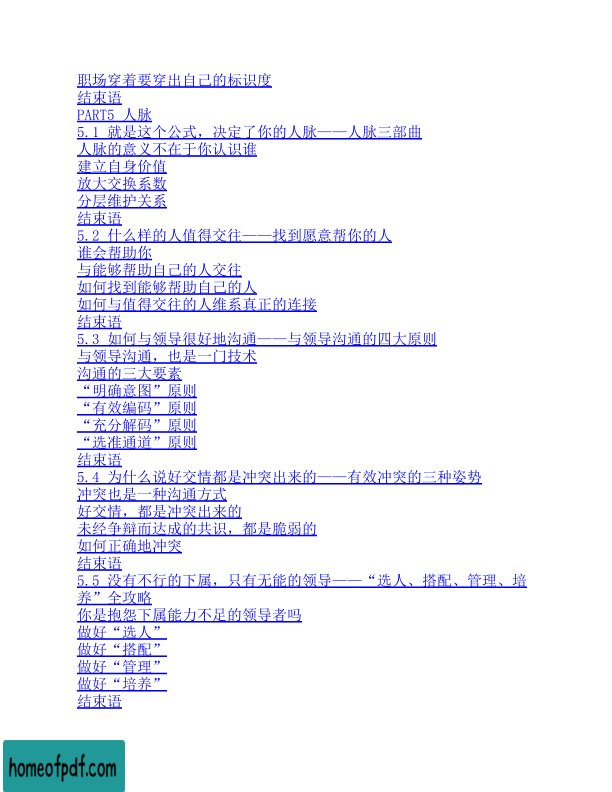 职场穿着要穿出自己的标识度
结束语
PART5 人脉
5.1 就是这个公式，决定了你的人脉——人脉三部曲
人脉的意义不在于你认识谁
建立自身价值
放大交换系数
分层维护关系
结束语
5.2 什么样的人值得交往——找到愿意帮你的人
谁会帮助你
与能够帮助自己的人交往
如何找到能够帮助自己的人
如何与值得交往的人维系真正的连接
结束语
5.3 如何与领导很好地沟通——与领导沟通的四大原则
与领导沟通，也是一门技术
沟通的三大要素
“明确意图”原则
“有效编码”原则
“充分解码”原则
“选准通道”原则
结束语
5.4 为什么说好交情都是冲突出来的——有效冲突的三种姿势
冲突也是一种沟通方式
好交情，都是冲突出来的
未经争辩而达成的共识，都是脆弱的
如何正确地冲突
结束语
5.5 没有不行的下属，只有无能的领导——“选人、搭配、管理、培
养”全攻略
你是抱怨下属能力不足的领导者吗
做好“选人”
做好“搭配”
做好“管理”
做好“培养”
结束语
homeofpdf.com